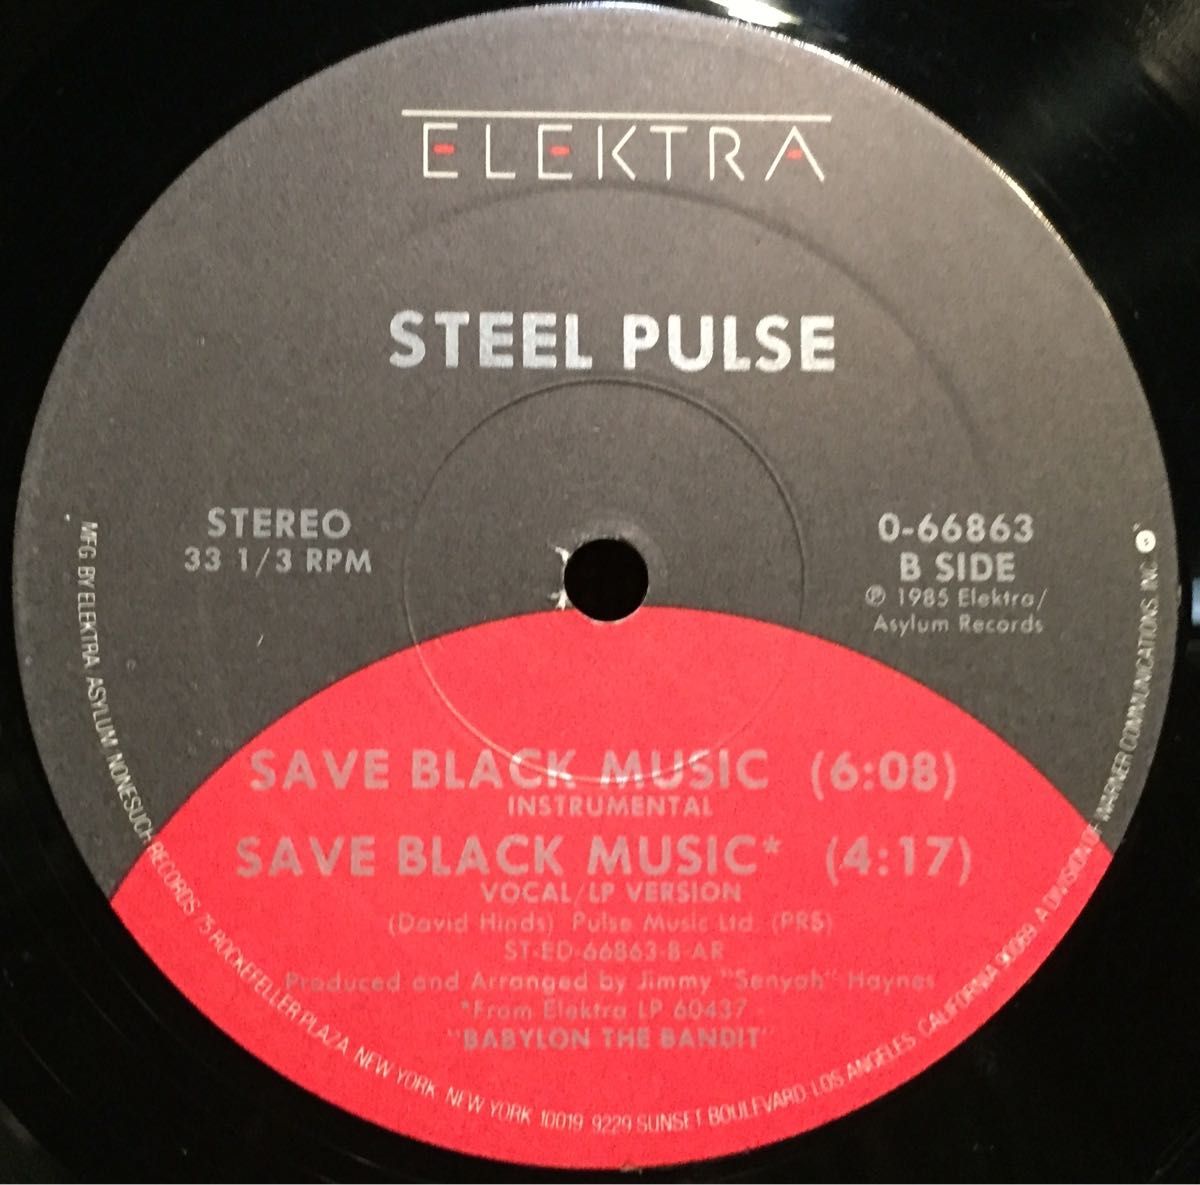 ELEKTRA
STEEL PULSE
STEREO
33 1/3 RPM
0-66863
B SIDE
℗ 1985 Elektra/
Asylum Records
SAVE BLACK MUSIC (6:08)
INSTRUMENTAL
SAVE BLACK MUSIC* (4:17)
VOCAL/LP VERSION
(David Hinds) Pulse Music Ltd. (PRS)
ST-ED-66863-B-AR
Produced and Arranged by Jimmy "Senyah" Haynes
*From Elektra LP 60437
"BABYLON THE BANDIT"
MFG. BY ELEKTRA/ASYLUM/NONESUCH RECORDS, 75 ROCKEFELLER PLAZA, NEW YORK, NEW YORK 10019 9229 SUNSET BOULEVARD, LOS ANGELES, CALIFORNIA 90069. A DIVISION OF WARNER COMMUNICATIONS, INC.